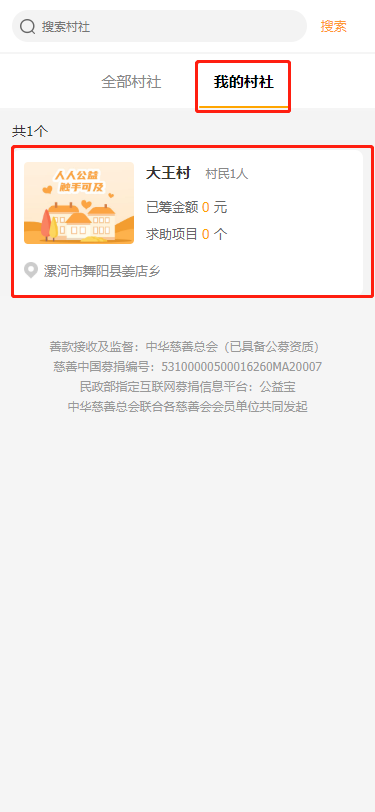 搜索村社
搜索
全部村社
我的村社
共1个
人人公益
触手可及
大王村 村民1人
已筹金额 0 元
求助项目 0 个
漯河市舞阳县姜店乡
善款接收及监督：中华慈善总会（已具备公募资质）
慈善中国募捐编号：53100000500016260MA20007
民政部指定互联网募捐信息平台：公益宝
中华慈善总会联合各慈善会会员单位共同发起